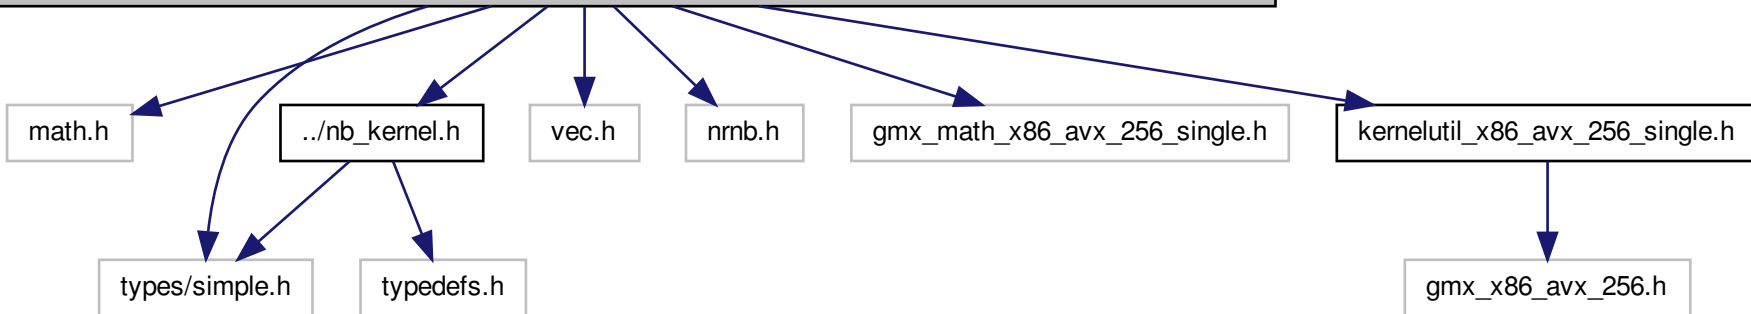 math.h
../nb_kernel.h
vec.h
nrnb.h
gmx_math_x86_avx_256_single.h
kernelutil_x86_avx_256_single.h
types/simple.h
typedefs.h
gmx_x86_avx_256.h